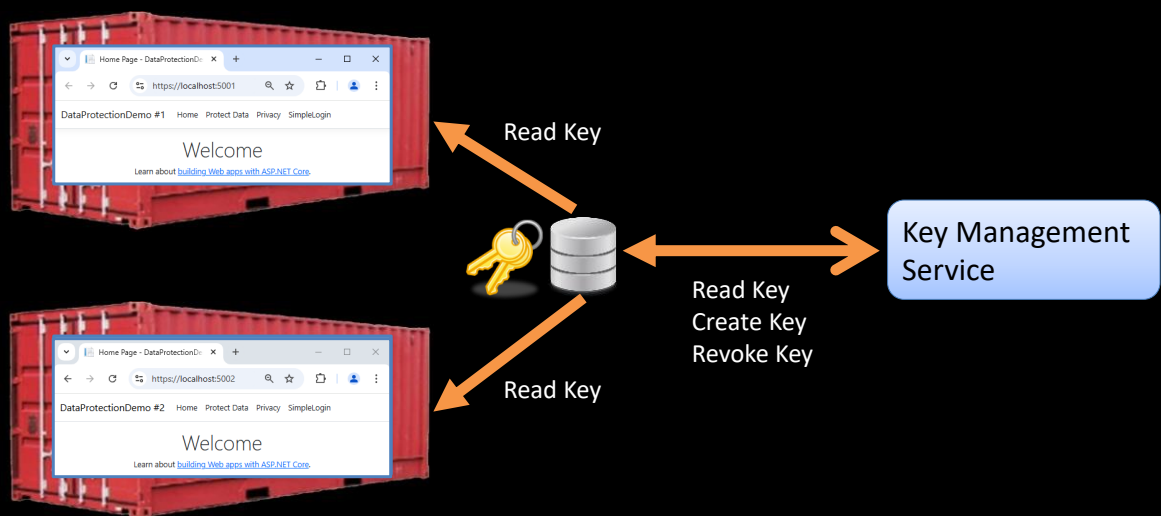 Home Page - DataProtectionDe
https://localhost:5001
DataProtectionDemo #1 Home Protect Data Privacy SimpleLogin
Welcome
Learn about building Web apps with ASP.NET Core.
Read Key
Key Management
Service
Read Key
Create Key
Revoke Key
Home Page - DataProtectionDe
https://localhost:5002
DataProtectionDemo #2 Home Protect Data Privacy SimpleLogin
Welcome
Learn about building Web apps with ASP.NET Core.
Read Key